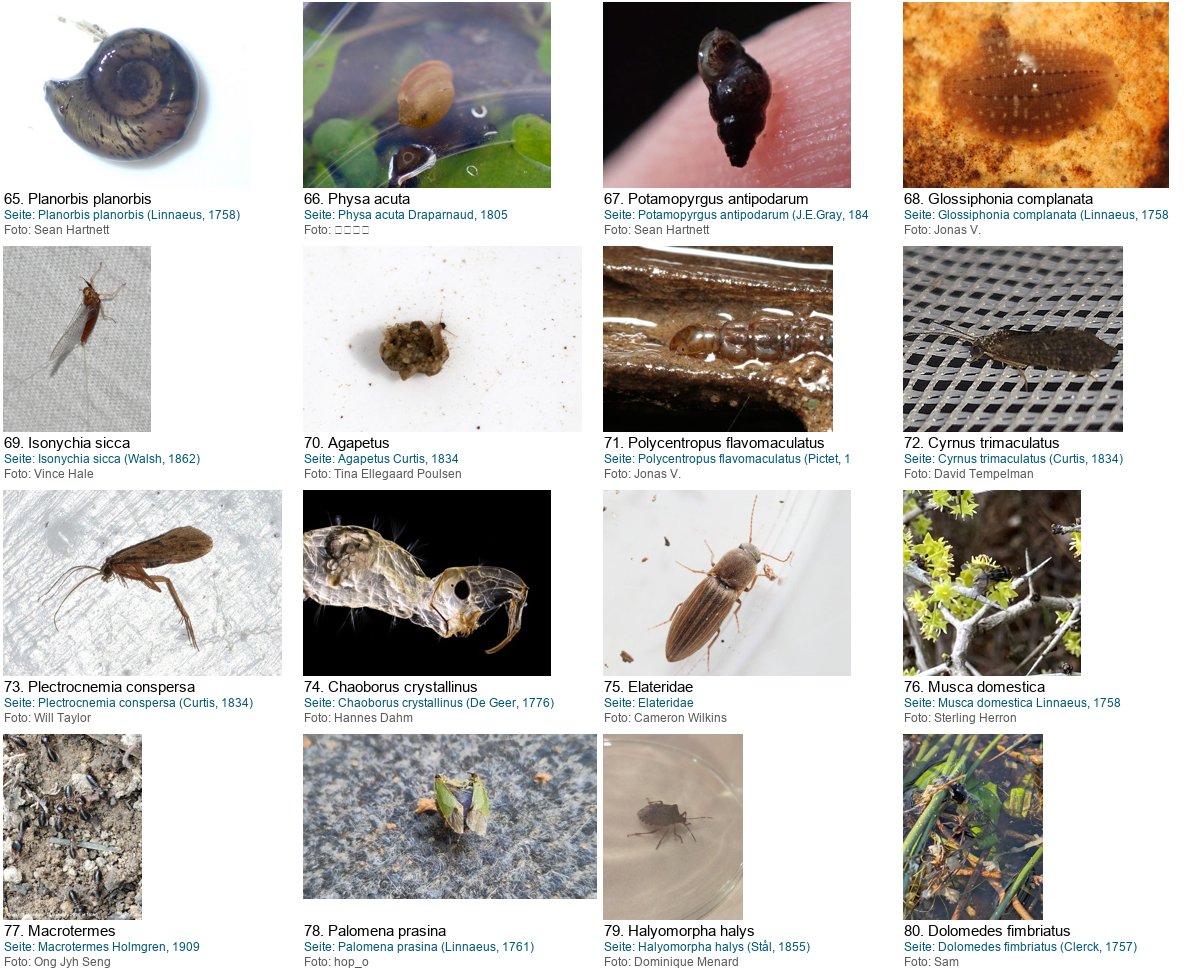 65. Planorbis planorbis
Seite: Planorbis planorbis (Linnaeus, 1758)
Foto: Sean Hartnett
66. Physa acuta
Seite: Physa acuta Draparnaud, 1805
Foto:
67. Potamopyrgus antipodarum
Seite: Potamopyrgus antipodarum (J.E.Gray, 184
Foto: Sean Hartnett
68. Glossiphonia complanata
Seite: Glossiphonia complanata (Linnaeus, 1758
Foto: Jonas V.
69. Isonychia sicca
Seite: Isonychia sicca (Walsh, 1862)
Foto: Vince Hale
70. Agapetus
Seite: Agapetus Curtis, 1834
Foto: Tina Ellegaard Poulsen
71. Polycentropus flavomaculatus
Seite: Polycentropus flavomaculatus (Pictet, 1
Foto: Jonas V.
72. Cyrnus trimaculatus
Seite: Cyrnus trimaculatus (Curtis, 1834)
Foto: David Tempelman
73. Plectrocnemia conspersa
Seite: Plectrocnemia conspersa (Curtis, 1834)
Foto: Will Taylor
74. Chaoborus crystallinus
Seite: Chaoborus crystallinus (De Geer, 1776)
Foto: Hannes Dahm
75. Elateridae
Seite: Elateridae
Foto: Cameron Wilkins
76. Musca domestica
Seite: Musca domestica Linnaeus, 1758
Foto: Sterling Herron
77. Macrotermes
Seite: Macrotermes Holmgren, 1909
Foto: Ong Jyh Seng
78. Palomena prasina
Seite: Palomena prasina (Linnaeus, 1761)
Foto: hop_o
79. Halyomorpha halys
Seite: Halyomorpha halys (Stål, 1855)
Foto: Dominique Menard
80. Dolomedes fimbriatus
Seite: Dolomedes fimbriatus (Clerck, 1757)
Foto: Sam